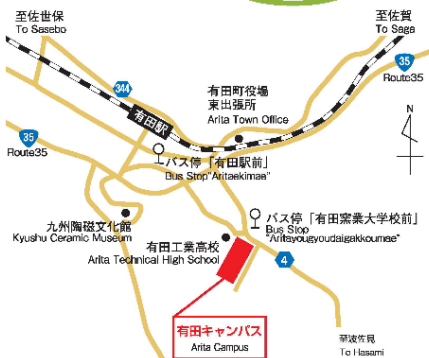 至佐世保
To Sasebo
至佐賀
To Saga
35
Route35
344
有田町役場
東出張所
Arita Town Office
有田駅
N
35
Route35
バス停「有田駅前」
Bus Stop"Aritaekimae"
九州陶磁文化館
Kyushu Ceramic Museum
バス停「有田窯業大学校前」
Bus Stop
"Aritayougyoudaigakkoumae"
有田工業高校
Arita Technical High School
4
有田キャンパス
Arita Campus
至波佐見
To Hasami